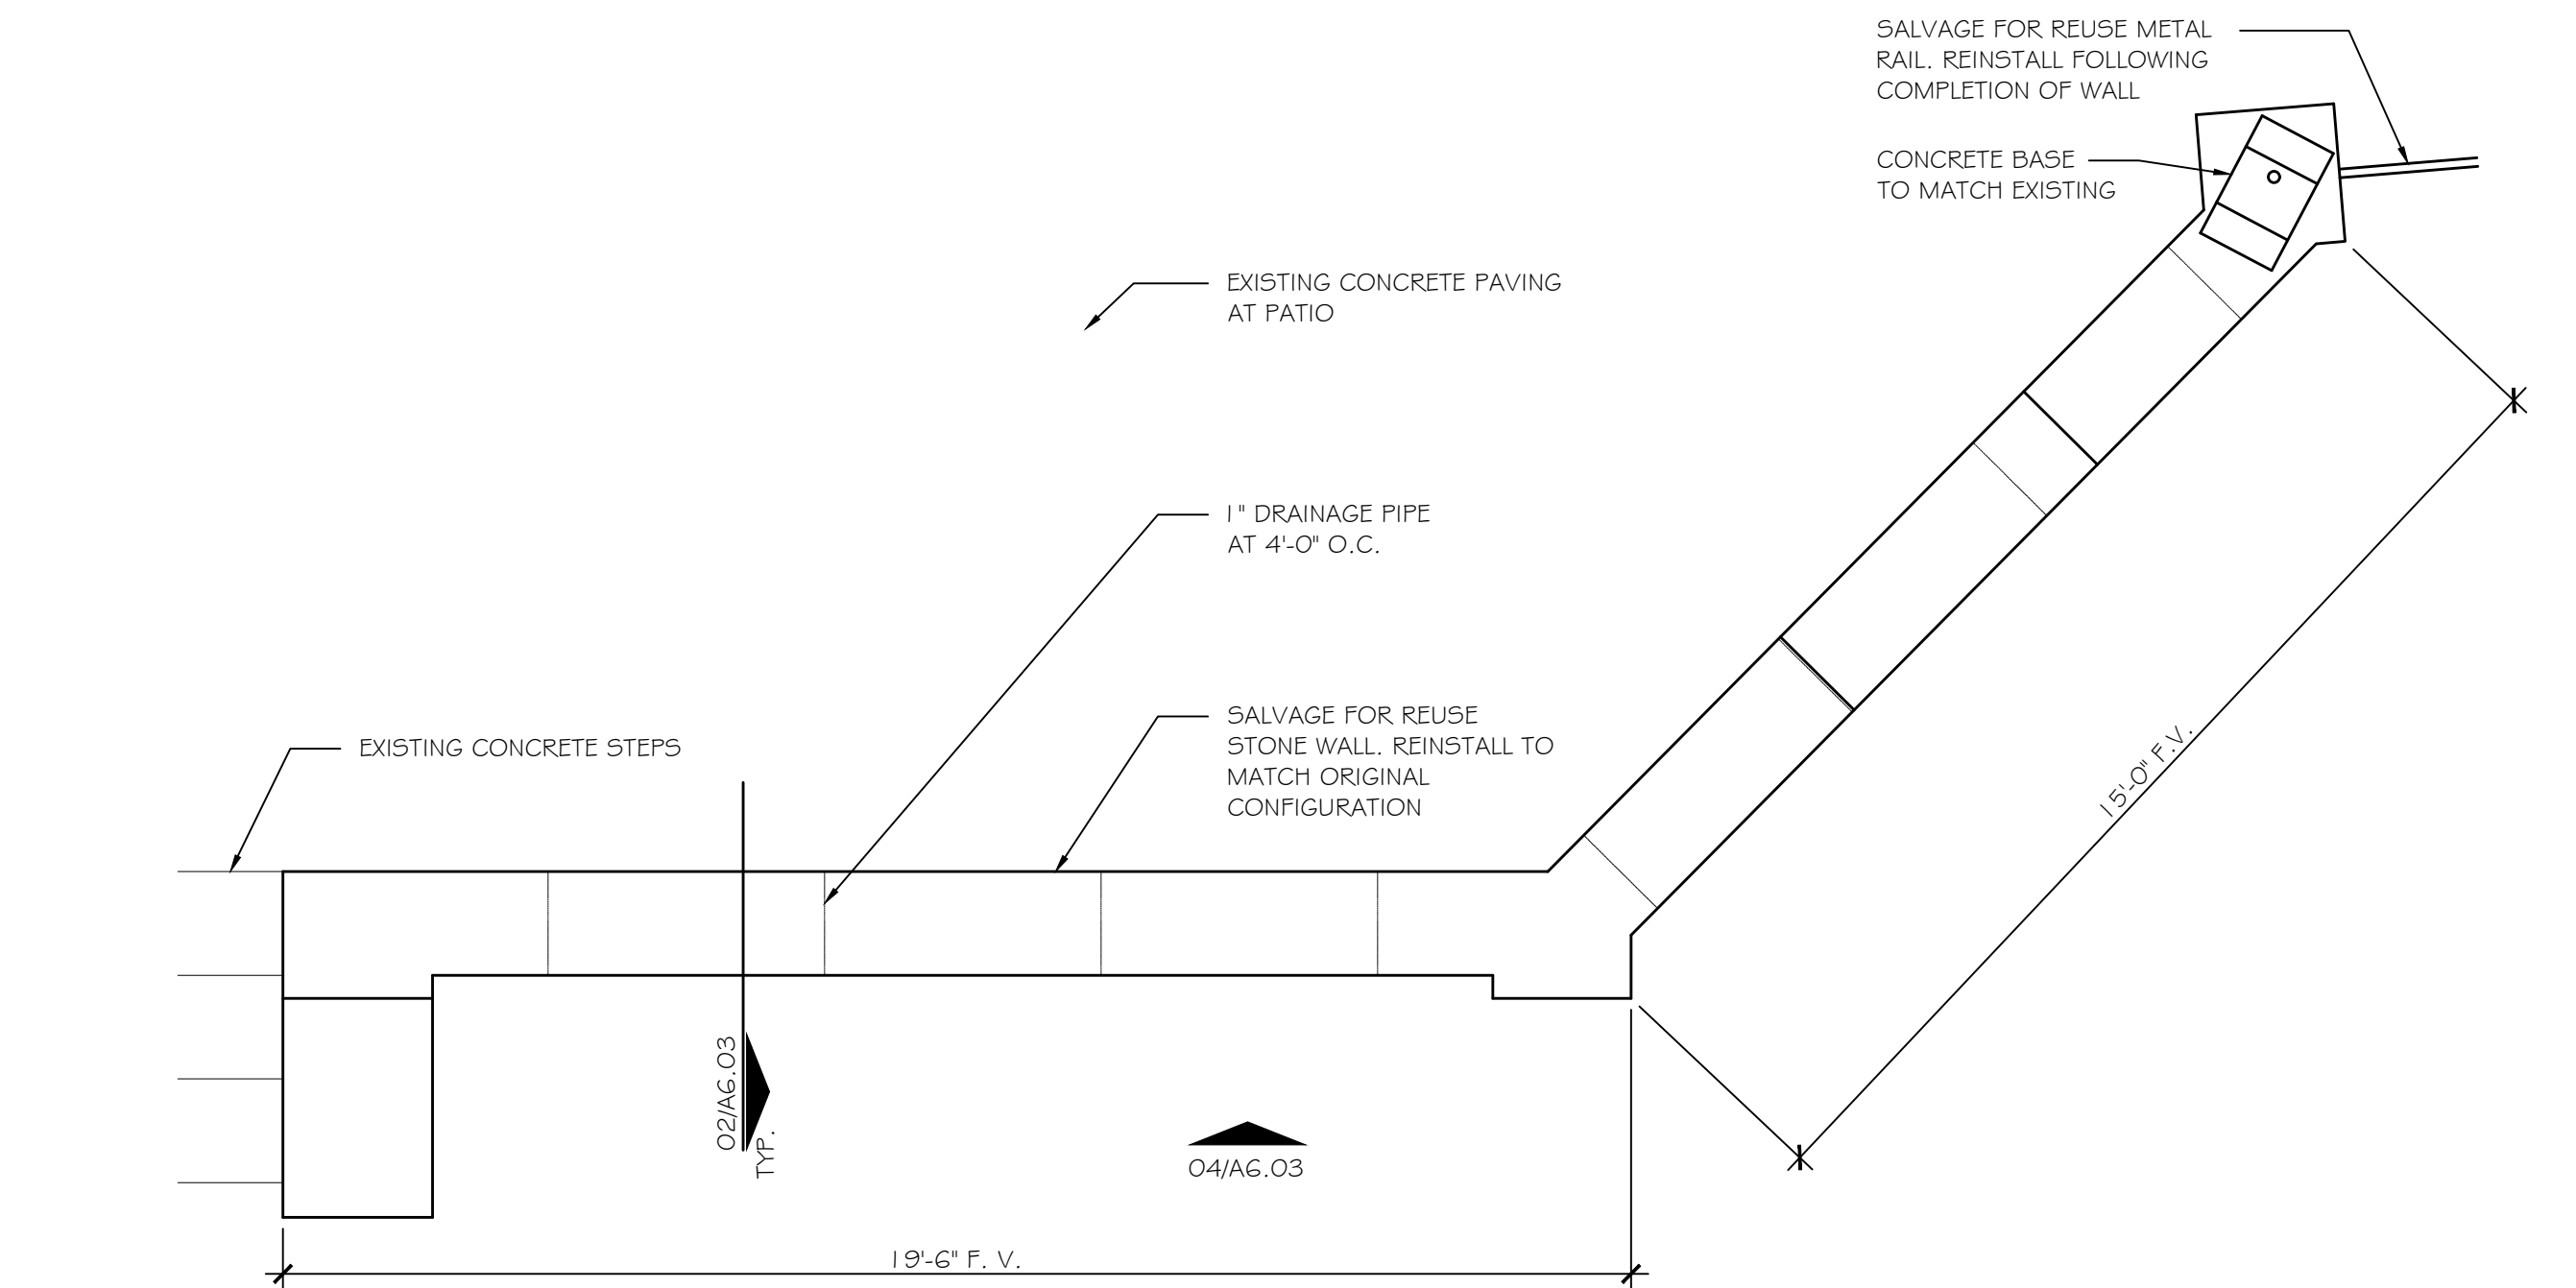 SALVAGE FOR REUSE METAL
RAIL. REINSTALL FOLLOWING
COMPLETION OF WALL
CONCRETE BASE
TO MATCH EXISTING
EXISTING CONCRETE PAVING
AT PATIO
1" DRAINAGE PIPE
AT 4'-0" O.C.
SALVAGE FOR REUSE
STONE WALL. REINSTALL TO
MATCH ORIGINAL
CONFIGURATION
EXISTING CONCRETE STEPS
15'-0" F.V.
02/A6.03
TYP.
04/A6.03
19'-6" F. V.